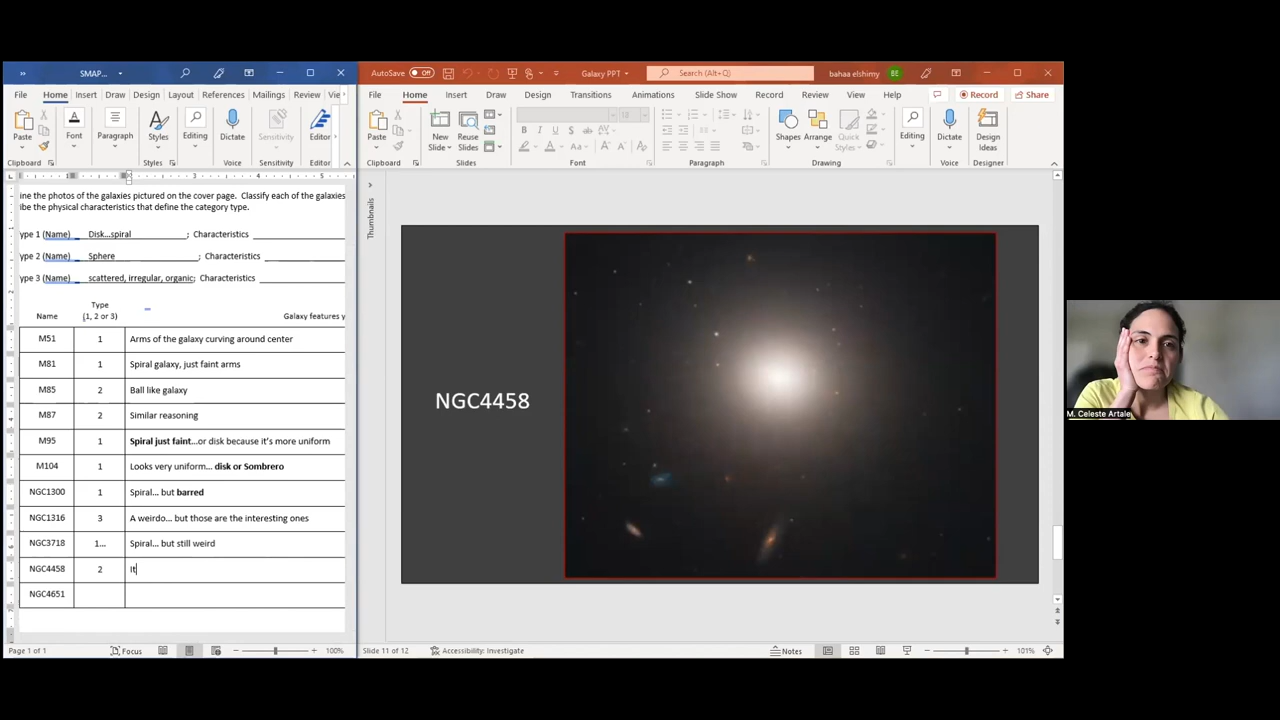 » SMAP...
File Home Insert Draw Design Layout References Mailings Review Vie
Paste Font Paragraph Styles Editing Dictate Sensitivity Editor
Clipboard Styles Voice Sensitivity Editor
1 3 4 5
ine the photos of the galaxies pictured on the cover page. Classify each of the galaxies
ibe the physical characteristics that define the category type.
ype 1 (Name) Disk...spiral ; Characteristics
ype 2 (Name) Sphere ; Characteristics
ype 3 (Name) scattered, irregular, organic; Characteristics
Type
Name (1, 2 or 3) Galaxy features y
M51 1 Arms of the galaxy curving around center
M81 1 Spiral galaxy, just faint arms
M85 2 Ball like galaxy
M87 2 Similar reasoning
M95 1 Spiral just faint...or disk because it's more uniform
M104 1 Looks very uniform... disk or Sombrero
NGC1300 1 Spiral... but barred
NGC1316 3 A weirdo... but those are the interesting ones
NGC3718 1... Spiral... but still weird
NGC4458 2 It
NGC4651
Page 1 of 1 Focus 100%
AutoSave Off Galaxy PPT Search (Alt+Q) bahaa elshimy BE
File Home Insert Draw Design Transitions Animations Slide Show Record Review View Help Record Share
Paste New Slide Reuse Slides Shapes Arrange Quick Styles Editing Dictate Design Ideas
Clipboard Slides Font Paragraph Drawing Voice Designer
Thumbnails
NGC4458
Slide 11 of 12 Accessibility: Investigate Notes 101%
M. Celeste Artale